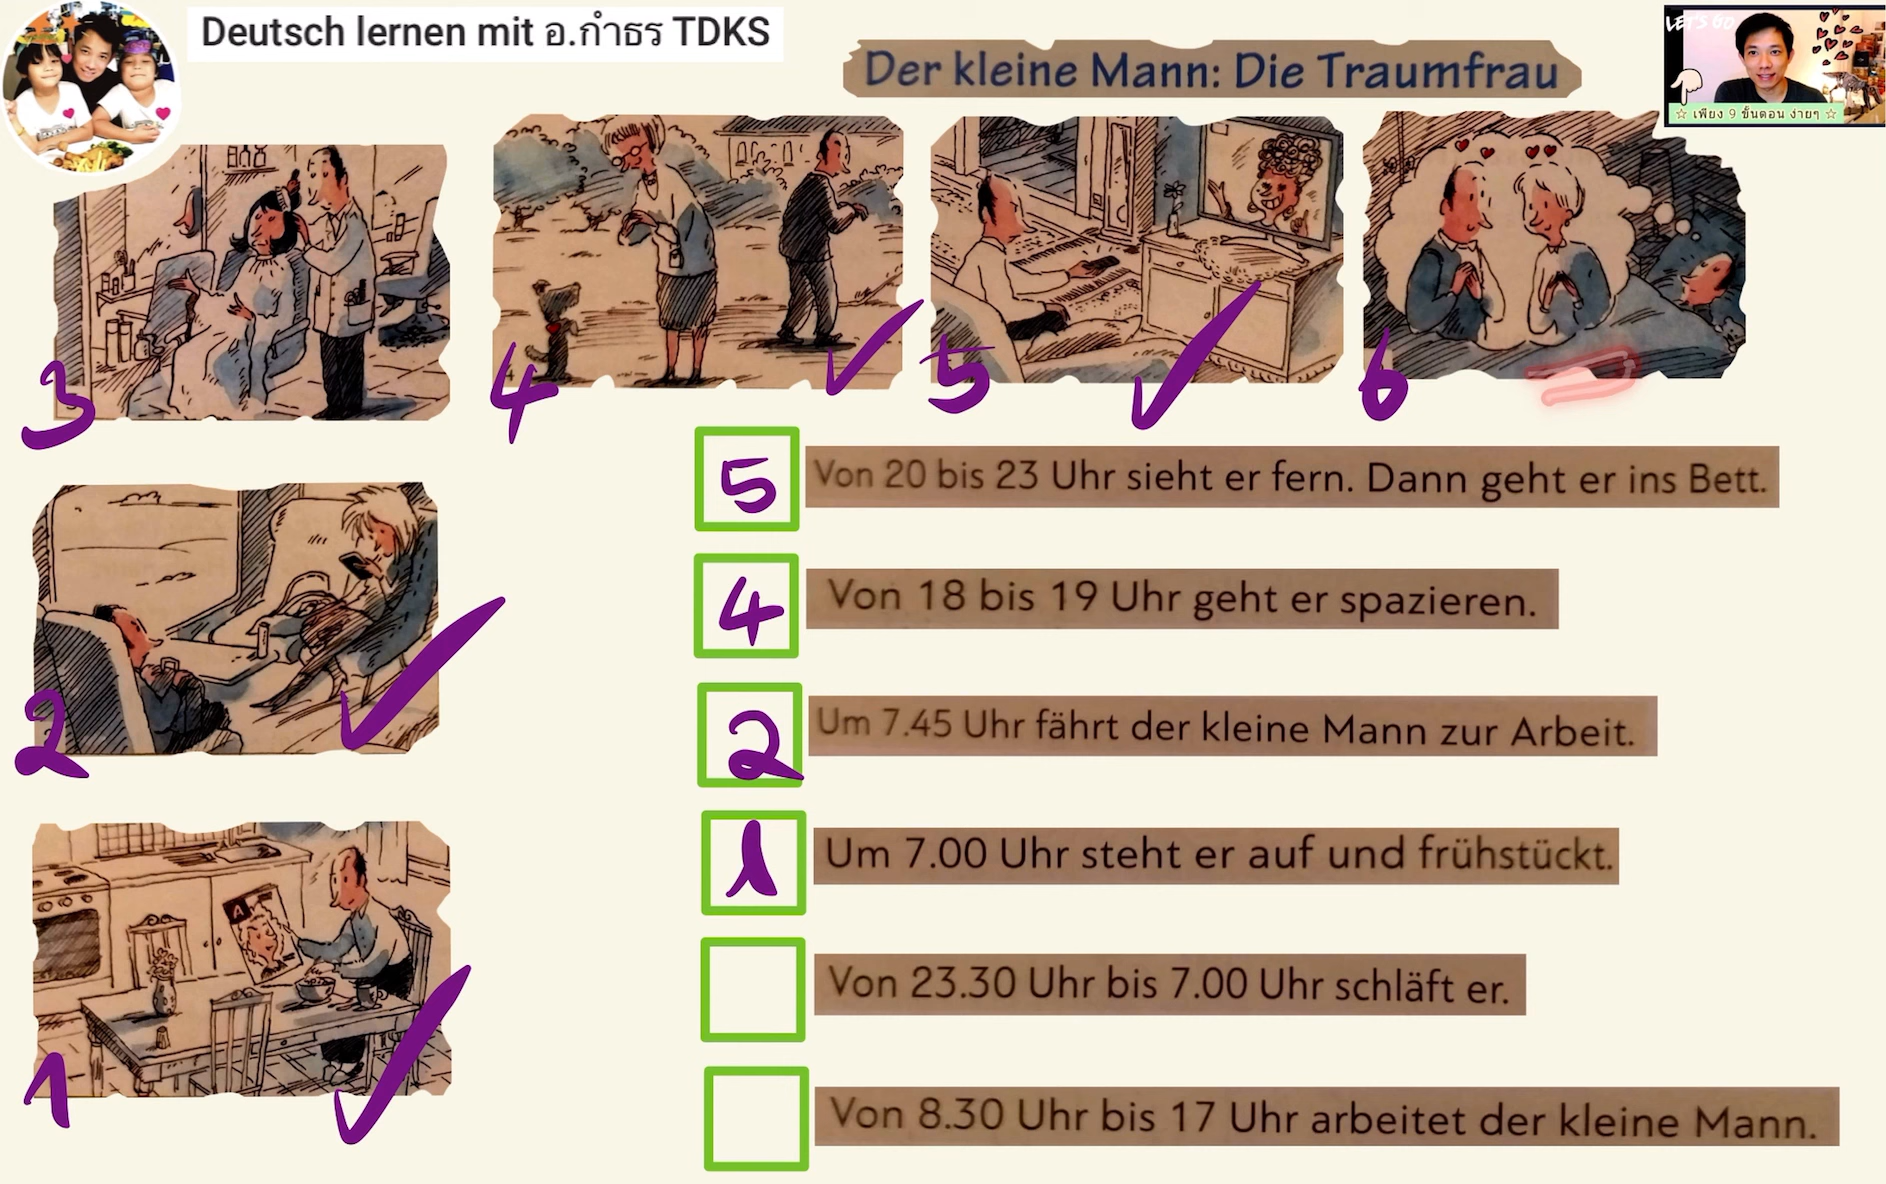 Deutsch lernen mit อ.กำธร TDKS
Der kleine Mann: Die Traumfrau
LET'S GO
☆ เพียง 9 ขั้นตอน ง่ายๆ ☆
3
4
5
6
2
A
1
5 Von 20 bis 23 Uhr sieht er fern. Dann geht er ins Bett.
4 Von 18 bis 19 Uhr geht er spazieren.
2 Um 7.45 Uhr fährt der kleine Mann zur Arbeit.
1 Um 7.00 Uhr steht er auf und frühstückt.
Von 23.30 Uhr bis 7.00 Uhr schläft er.
Von 8.30 Uhr bis 17 Uhr arbeitet der kleine Mann.